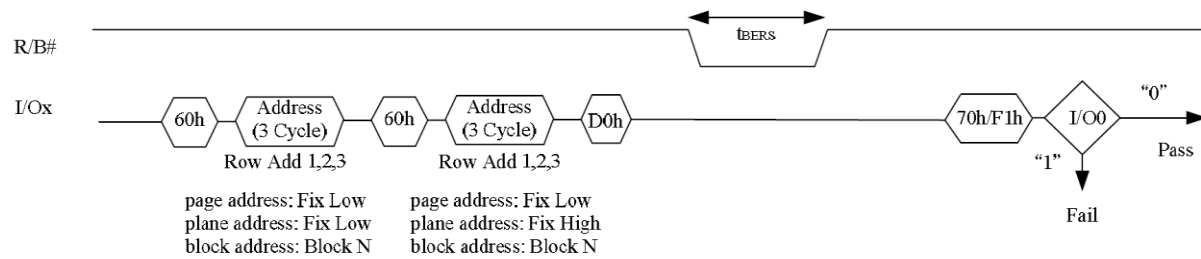 R/B#
tBERS
I/Ox
60h
Address
(3 Cycle)
60h
Address
(3 Cycle)
D0h
70h/F1h
I/O0
“0”
Row Add 1,2,3
Row Add 1,2,3
“1”
Pass
page address: Fix Low
plane address: Fix Low
block address: Block N
page address: Fix Low
plane address: Fix High
block address: Block N
Fail